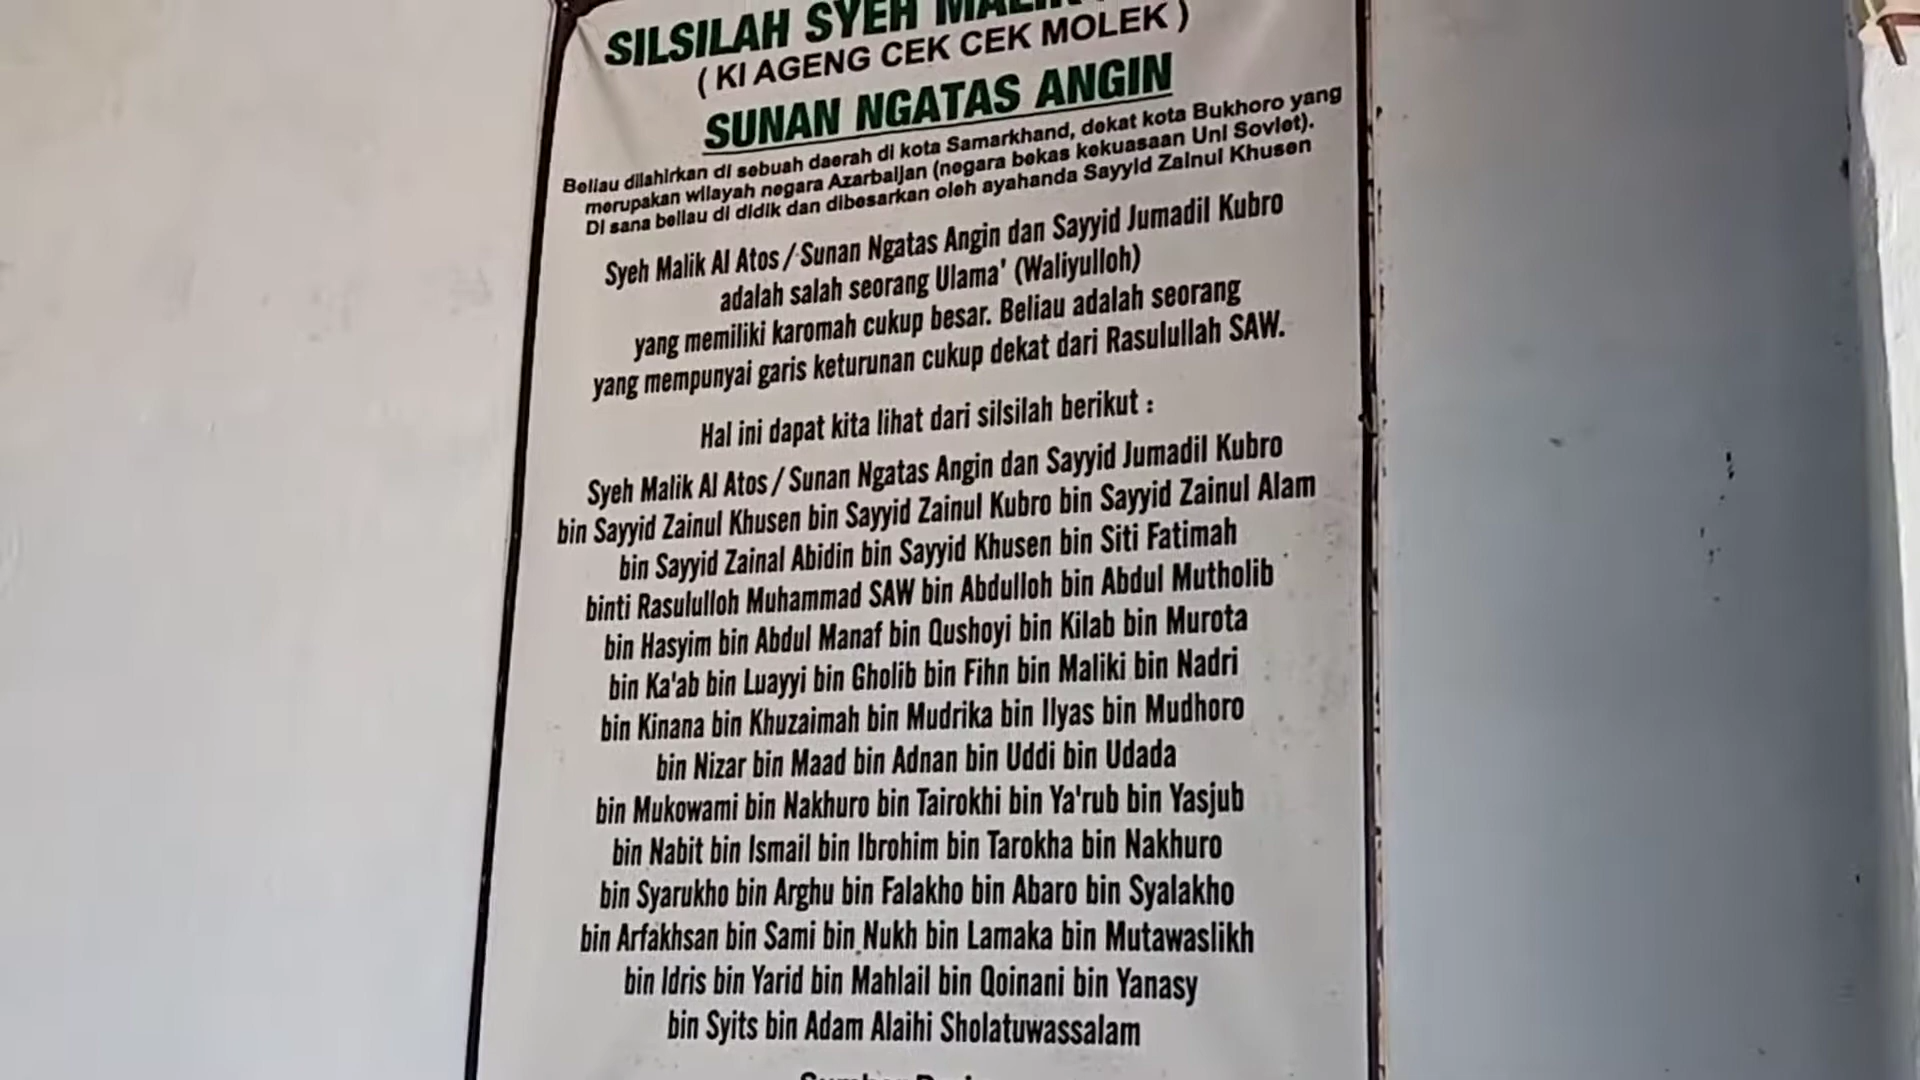 SILSILAH SYEH
( KI AGENG CEK CEK MOLEK )
SUNAN NGATAS ANGIN
Beliau dilahirkan di sebuah daerah di kota Samarkhand, dekat kota Bukhoro yang
merupakan wilayah negara Azarbaijan (negara bekas kekuasaan Uni Soviet).
Di sana beliau di didik dan dibesarkan oleh ayahanda Sayyid Zainul Khusen
Syeh Malik Al Atos / Sunan Ngatas Angin dan Sayyid Jumadil Kubro
adalah salah seorang Ulama' (Waliyulloh)
yang memiliki karomah cukup besar. Beliau adalah seorang
yang mempunyai garis keturunan cukup dekat dari Rasulullah SAW.
Hal ini dapat kita lihat dari silsilah berikut :
Syeh Malik Al Atos / Sunan Ngatas Angin dan Sayyid Jumadil Kubro
bin Sayyid Zainul Khusen bin Sayyid Zainul Kubro bin Sayyid Zainul Alam
bin Sayyid Zainal Abidin bin Sayyid Khusen bin Siti Fatimah
binti Rasululloh Muhammad SAW bin Abdulloh bin Abdul Mutholib
bin Hasyim bin Abdul Manaf bin Qushoyi bin Kilab bin Murota
bin Ka'ab bin Luayyi bin Gholib bin Fihn bin Maliki bin Nadri
bin Kinana bin Khuzaimah bin Mudrika bin Ilyas bin Mudhoro
bin Nizar bin Maad bin Adnan bin Uddi bin Udada
bin Mukowami bin Nakhuro bin Tairokhi bin Ya'rub bin Yasjub
bin Nabit bin Ismail bin Ibrohim bin Tarokha bin Nakhuro
bin Syarukho bin Arghu bin Falakho bin Abaro bin Syalakho
bin Arfakhsan bin Sami bin Nukh bin Lamaka bin Mutawaslikh
bin Idris bin Yarid bin Mahlail bin Qoinani bin Yanasy
bin Syits bin Adam Alaihi Sholatuwassalam